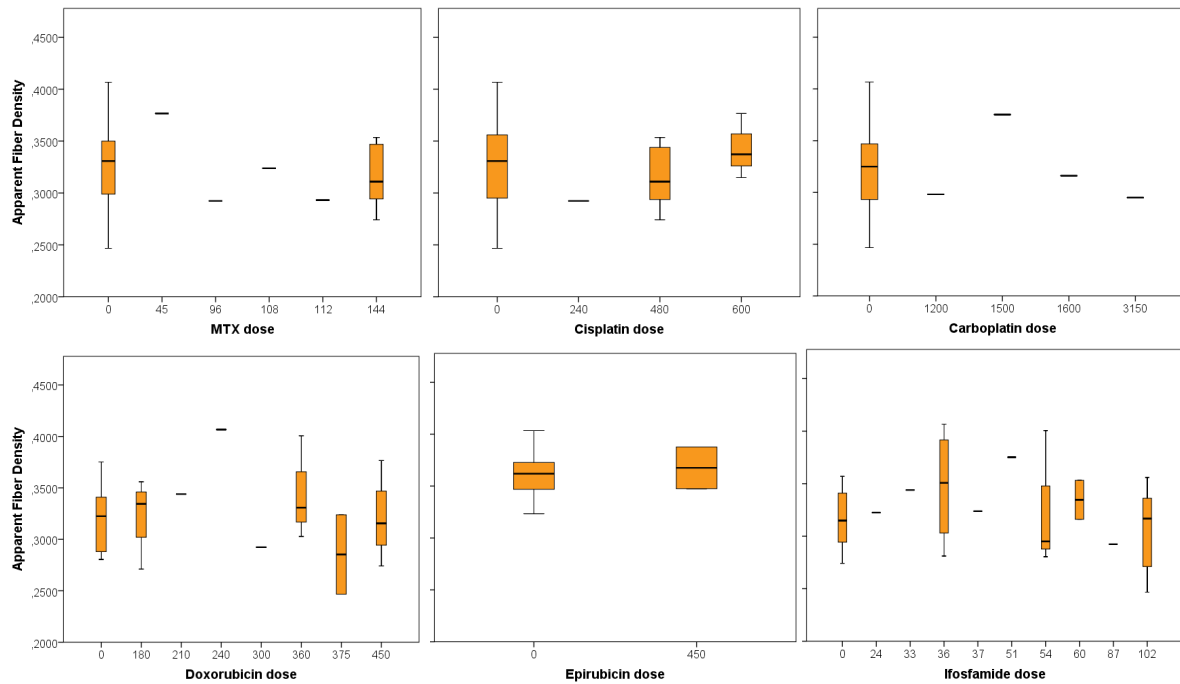 Apparent Fiber Density
,4500
,4000
,3500
,3000
,2500
,2000
0 45 96 108 112 144
MTX dose
0 240 480 600
Cisplatin dose
0 1200 1500 1600 3150
Carboplatin dose
Apparent Fiber Density
,4500
,4000
,3500
,3000
,2500
,2000
0 180 210 240 300 360 375 450
Doxorubicin dose
0 450
Epirubicin dose
0 24 33 36 37 51 54 60 87 102
Ifosfamide dose